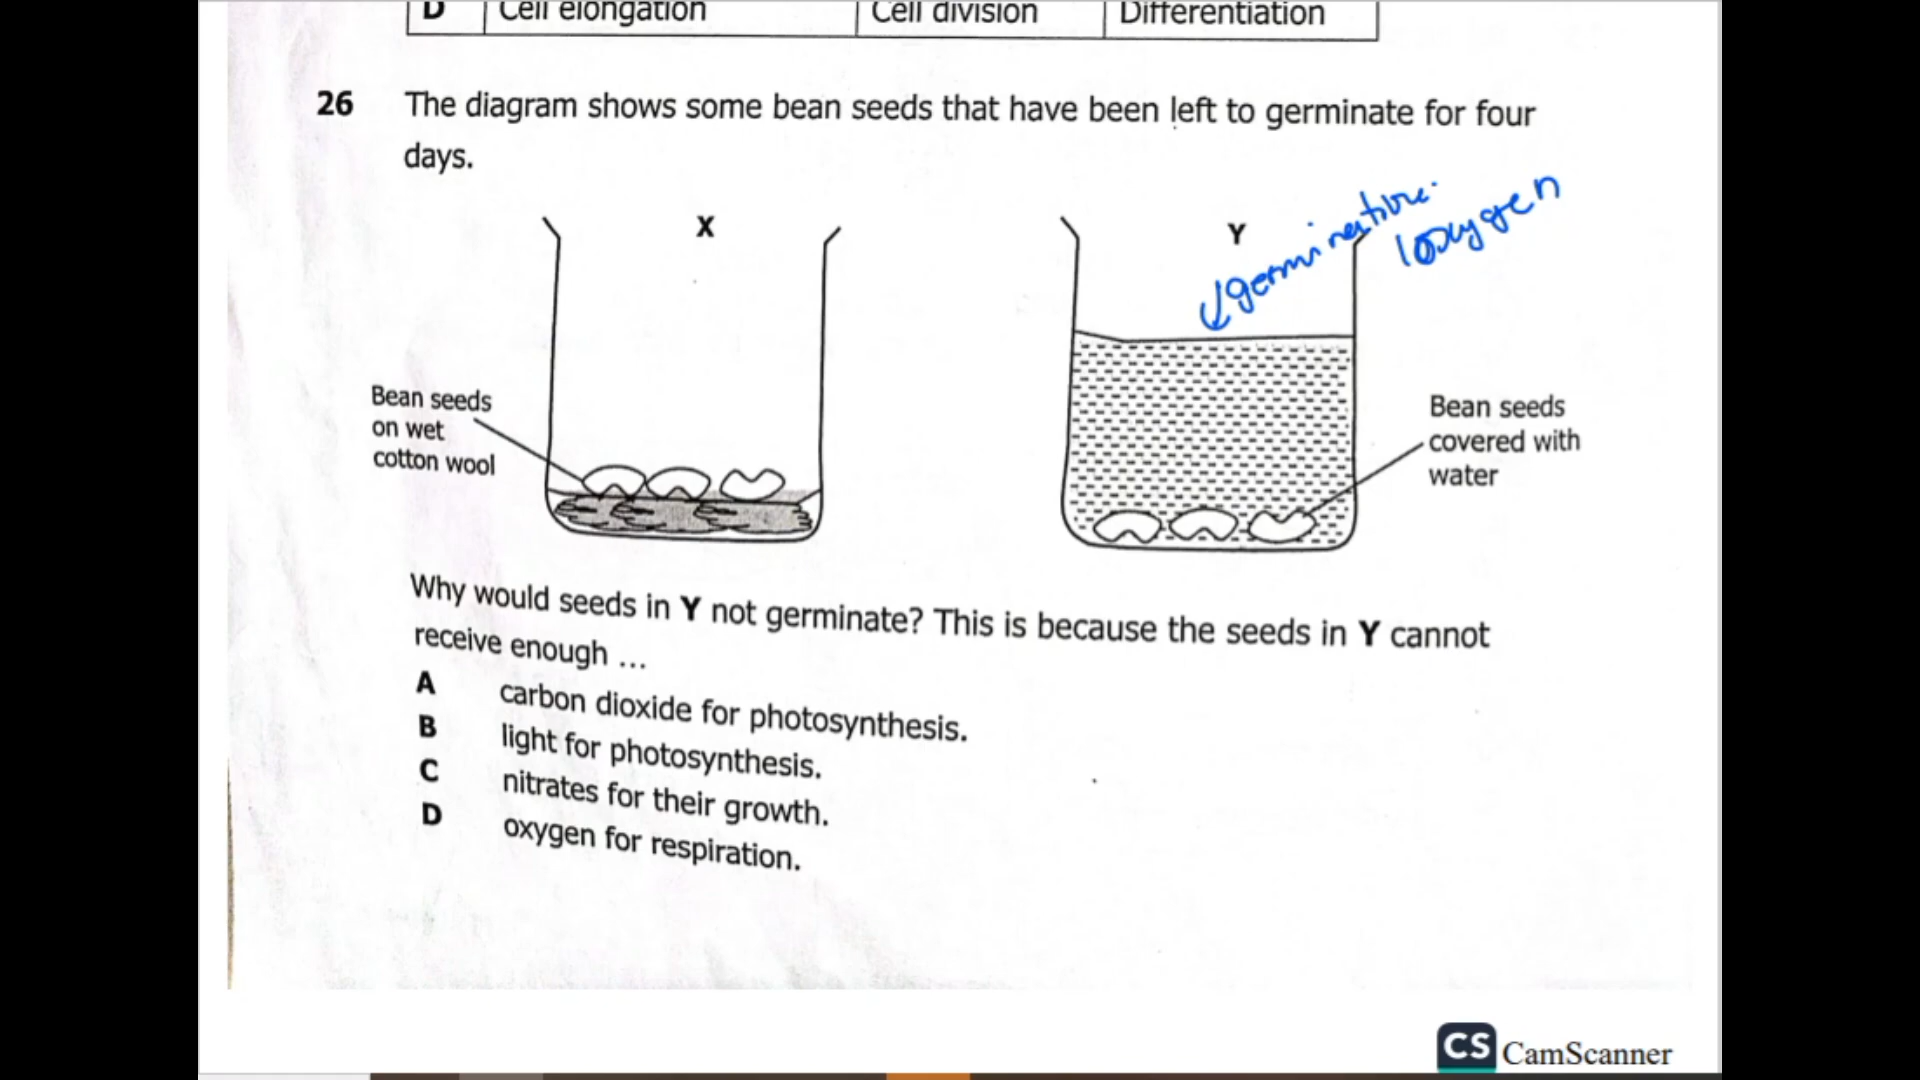 D Cell elongation Cell division Differentiation
26 The diagram shows some bean seeds that have been left to germinate for four
days.
X
Y
germinative.
loxygen
Bean seeds
on wet
cotton wool
Bean seeds
covered with
water
Why would seeds in Y not germinate? This is because the seeds in Y cannot
receive enough ...
A carbon dioxide for photosynthesis.
B light for photosynthesis.
C nitrates for their growth.
D oxygen for respiration.
CS CamScanner